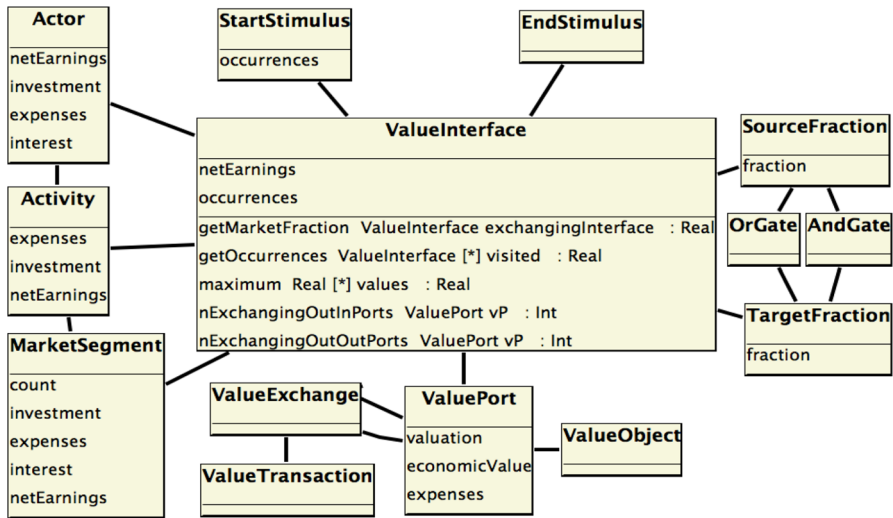 Actor
netEarnings
investment
expenses
interest
StartStimulus
occurrences
EndStimulus
ValueInterface
netEarnings
occurrences
getMarketFraction ValueInterface exchangingInterface : Real
getOccurrences ValueInterface [*] visited : Real
maximum Real [*] values : Real
nExchangingOutInPorts ValuePort vP : Int
nExchangingOutOutPorts ValuePort vP : Int
SourceFraction
fraction
Activity
expenses
investment
netEarnings
OrGate
AndGate
TargetFraction
fraction
MarketSegment
count
investment
expenses
interest
netEarnings
ValueExchange
ValueTransaction
ValuePort
valuation
economicValue
expenses
ValueObject